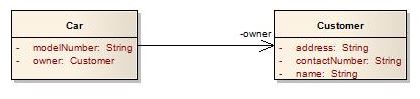 Car
- modelNumber: String
- owner: Customer
-owner
Customer
- address: String
- contactNumber: String
- name: String